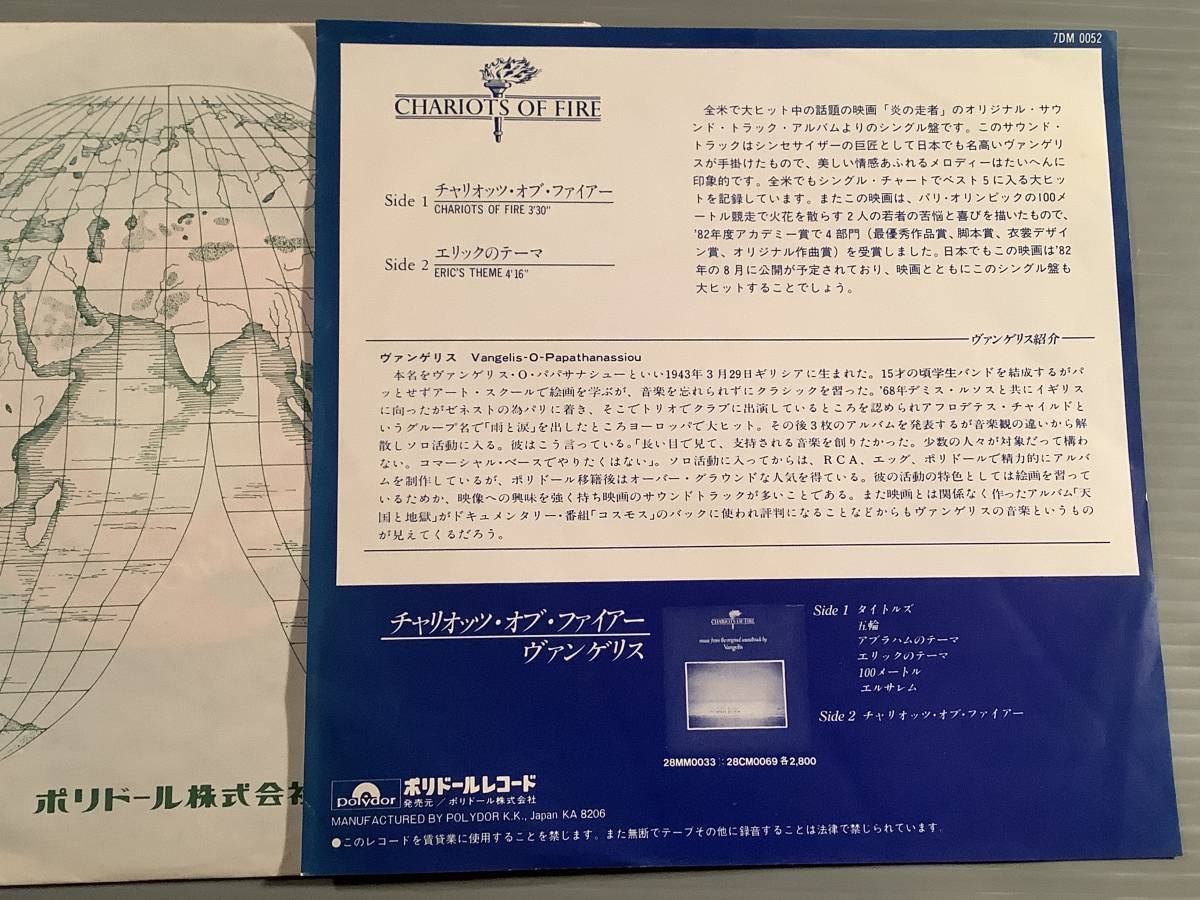 7DM 0052
CHARIOTS OF FIRE
Side 1 チャリオッツ・オブ・ファイアー
CHARIOTS OF FIRE 3'30"
Side 2 エリックのテーマ
ERIC'S THEME 4'16"
全米で大ヒット中の話題の映画「炎の走者」のオリジナル・サウ
ンド・トラック・アルバムよりのシングル盤です。このサウンド・
トラックはシンセサイザーの巨匠として日本でも名高いヴァンゲリ
スが手掛けたもので、美しい情感あふれるメロディーはたいへんに
印象的です。全米でもシングル・チャートでベスト5に入る大ヒッ
トを記録しています。またこの映画は、パリ・オリンピックの100メ
ートル競走で火花を散らす2人の若者の苦悩と喜びを描いたもので、
'82年度アカデミー賞で4部門（最優秀作品賞、脚本賞、衣裳デザイ
ン賞、オリジナル作曲賞）を受賞しました。日本でもこの映画は'82
年の8月に公開が予定されており、映画とともにこのシングル盤も
大ヒットすることでしょう。
ヴァンゲリス紹介
ヴァンゲリス Vangelis-O-Papathanassiou
本名をヴァンゲリス・O・パパサナシューといい1943年3月29日ギリシアに生まれた。15才の頃学生バンドを結成するがパ
ッとせずアート・スクールで絵画を学ぶが、音楽を忘れられずにクラシックを習った。'68年デミス・ルソスと共にイギリス
に向ったがゼネストの為パリに着き、そこでトリオでクラブに出演しているところを認められアフロデテス・チャイルドと
いうグループ名で「雨と涙」を出したところヨーロッパで大ヒット。その後3枚のアルバムを発表するが音楽観の違いから解
散しソロ活動に入る。彼はこう言っている。「長い目で見て、支持される音楽を創りたかった。少数の人々が対象だって構わ
ない。コマーシャル・ベースでやりたくはない」。ソロ活動に入ってからは、RCA、エッグ、ポリドールで精力的にアルバ
ムを制作しているが、ポリドール移籍後はオーバー・グラウンドな人気を得ている。彼の活動の特色としては絵画を習って
いるためか、映像への興味を強く持ち映画のサウンドトラックが多いことである。また映画とは関係なく作ったアルバム「天
国と地獄」がドキュメンタリー・番組「コスモス」のバックに使われ評判になることなどからもヴァンゲリスの音楽というもの
が見えてくるだろう。
チャリオッツ・オブ・ファイアー
ヴァンゲリス
CHARIOTS OF FIRE
music from the original soundtrack by
Vangelis
Side 1 タイトルズ
五輪
アブラハムのテーマ
エリックのテーマ
100メートル
エルサレム
Side 2 チャリオッツ・オブ・ファイアー
28MM0033 : 28CM0069 各2,800
polydor
ポリドールレコード
発売元／ポリドール株式会社
MANUFACTURED BY POLYDOR K.K., Japan KA 8206
●このレコードを賃貸業に使用することを禁じます。また無断でテープその他に録音することは法律で禁じられています。
ポリドール株式会社